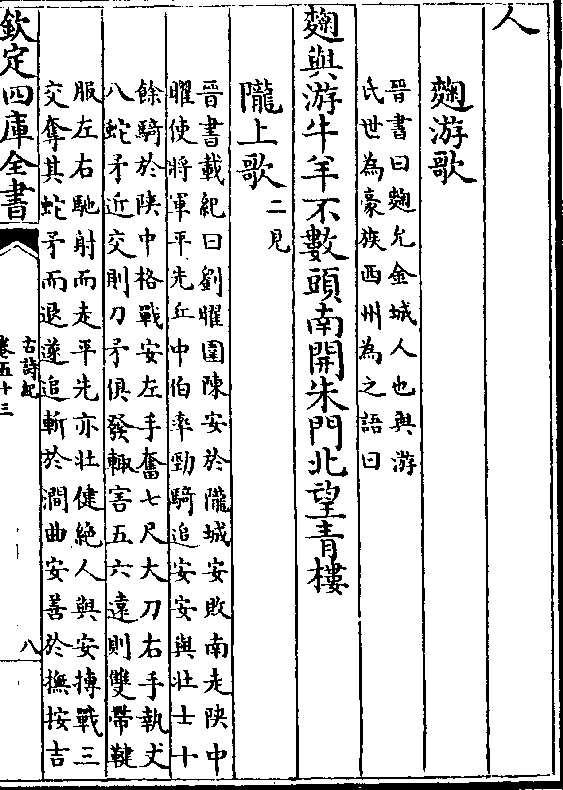 人
麴游歌
晉書曰麴允金城人也與游
氏世為豪族西州為之語曰
麴與游牛羊不數頭南開朱門北望青樓
隴上歌二見
晉書載紀曰劉曜圍陳安於隴城安敗南走陝中
曜使將軍平先丘中伯率勁騎追安安與壯士十
餘騎於陝中格戰安左手奮七尺大刀右手執丈
八蛇矛近交則刀矛俱發輙害五六遠則雙帶鞬
服左右馳射而走平先亦壯健絶人與安搏戰三
交奪其蛇矛而退遂追斬於澗曲安善於撫按吉
欽定四庫全書
古詩紀
卷五十三
八